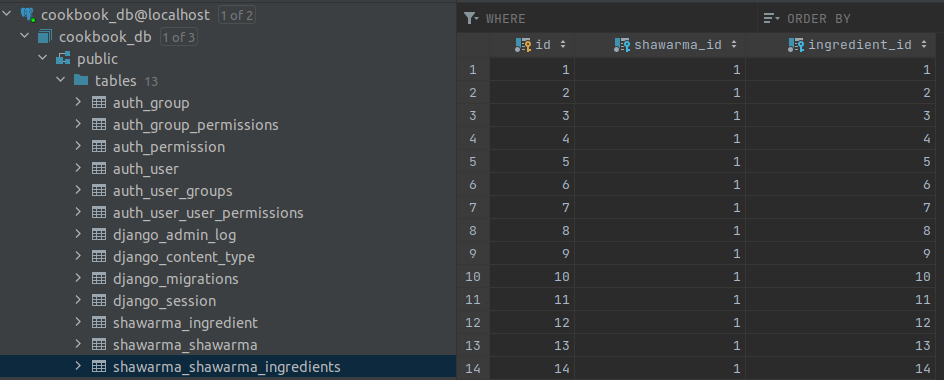 cookbook_db@localhost 1 of 2
cookbook_db 1 of 3
public
tables 13
auth_group
auth_group_permissions
auth_permission
auth_user
auth_user_groups
auth_user_user_permissions
django_admin_log
django_content_type
django_migrations
django_session
shawarma_ingredient
shawarma_shawarma
shawarma_shawarma_ingredients
WHERE ORDER BY
id shawarma_id ingredient_id
1 1 1 1
2 2 1 2
3 3 1 3
4 4 1 4
5 5 1 5
6 6 1 6
7 7 1 7
8 8 1 8
9 9 1 9
10 10 1 10
11 11 1 11
12 12 1 12
13 13 1 13
14 14 1 14